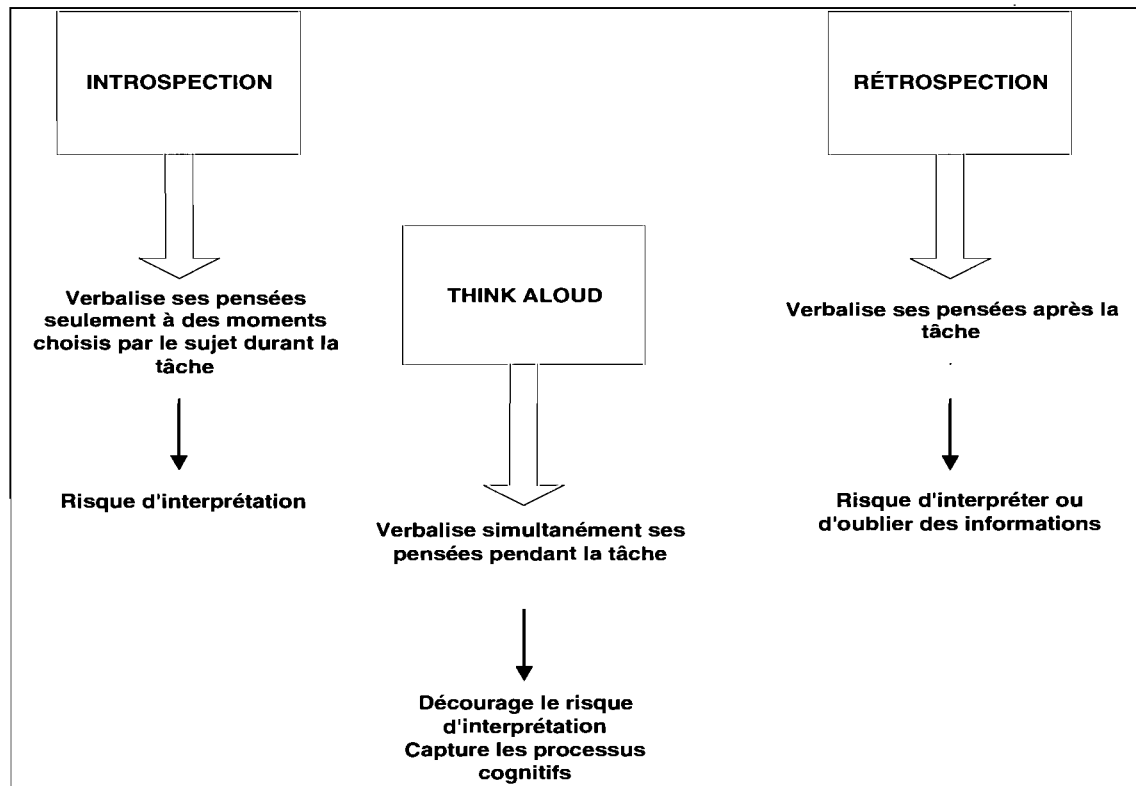 INTROSPECTION
Verbalise ses pensées
seulement à des moments
choisis par le sujet durant la
tâche
Risque d'interprétation
THINK ALOUD
Verbalise simultanément ses
pensées pendant la tâche
Décourage le risque
d'interprétation
Capture les processus
cognitifs
RÉTROSPECTION
Verbalise ses pensées après la
tâche
Risque d'interpréter ou
d'oublier des informations